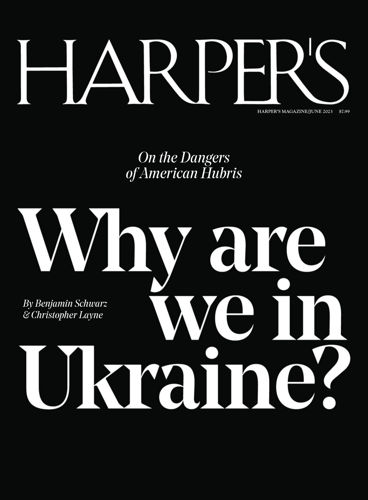 HARPER'S
HARPER'S MAGAZINE/JUNE 2023 $7.99
On the Dangers
of American Hubris
Why are
we in
By Benjamin Schwarz
& Christopher Layne
Ukraine?